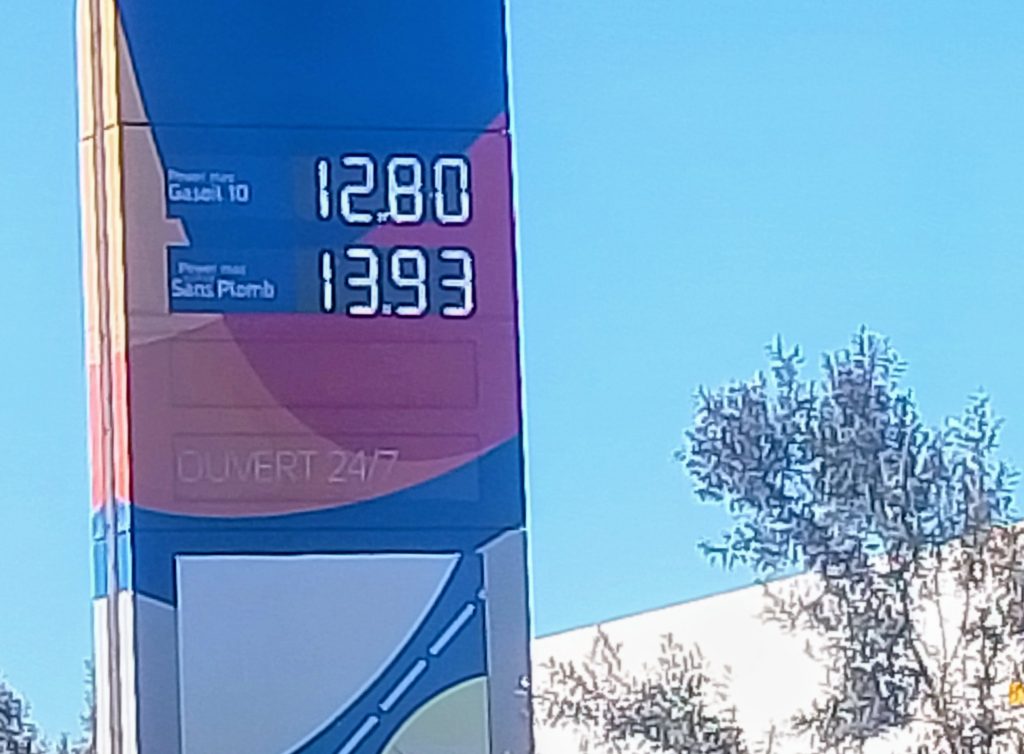 Power max
Gasoil 10
12.80
Power max
Sans Plomb
13.93
OUVERT 24/7